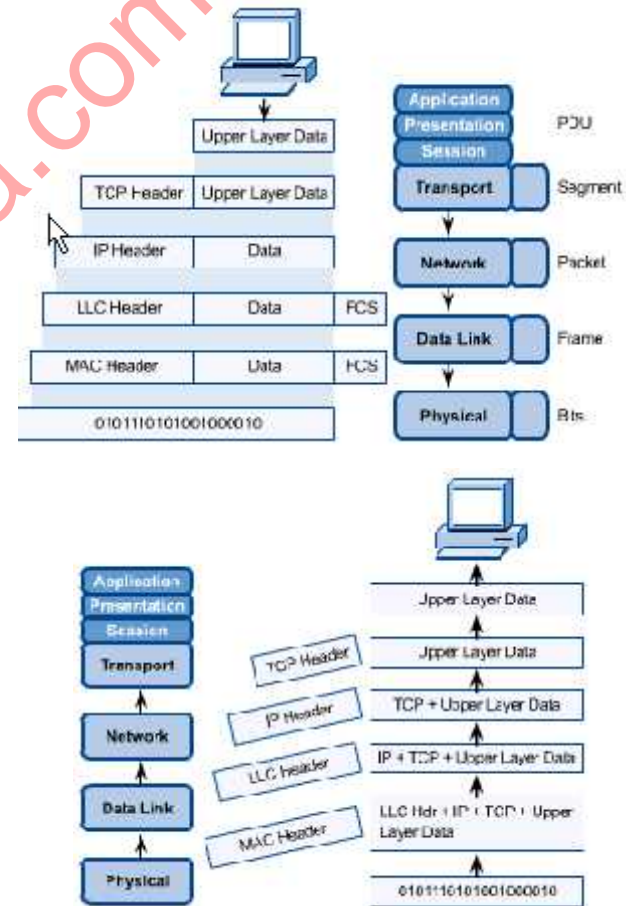 a.com
Upper Layer Data
TCP Header Upper Layer Data
IP Header Data
LLC Header Data FCS
MAC Header Data FCS
0101110101001000010
Application
Presentation
Session
PDU
Transport Segment
Network Packet
Data Link Frame
Physical Bits
Application
Presentation
Session
Transport
Network
Data Link
Physical
TCP Header
IP Header
LLC Header
MAC Header
Upper Layer Data
Upper Layer Data
TCP + Upper Layer Data
IP + TCP + Upper Layer Data
LLC Hdr + IP + TCP + Upper
Layer Data
0101110101001000010